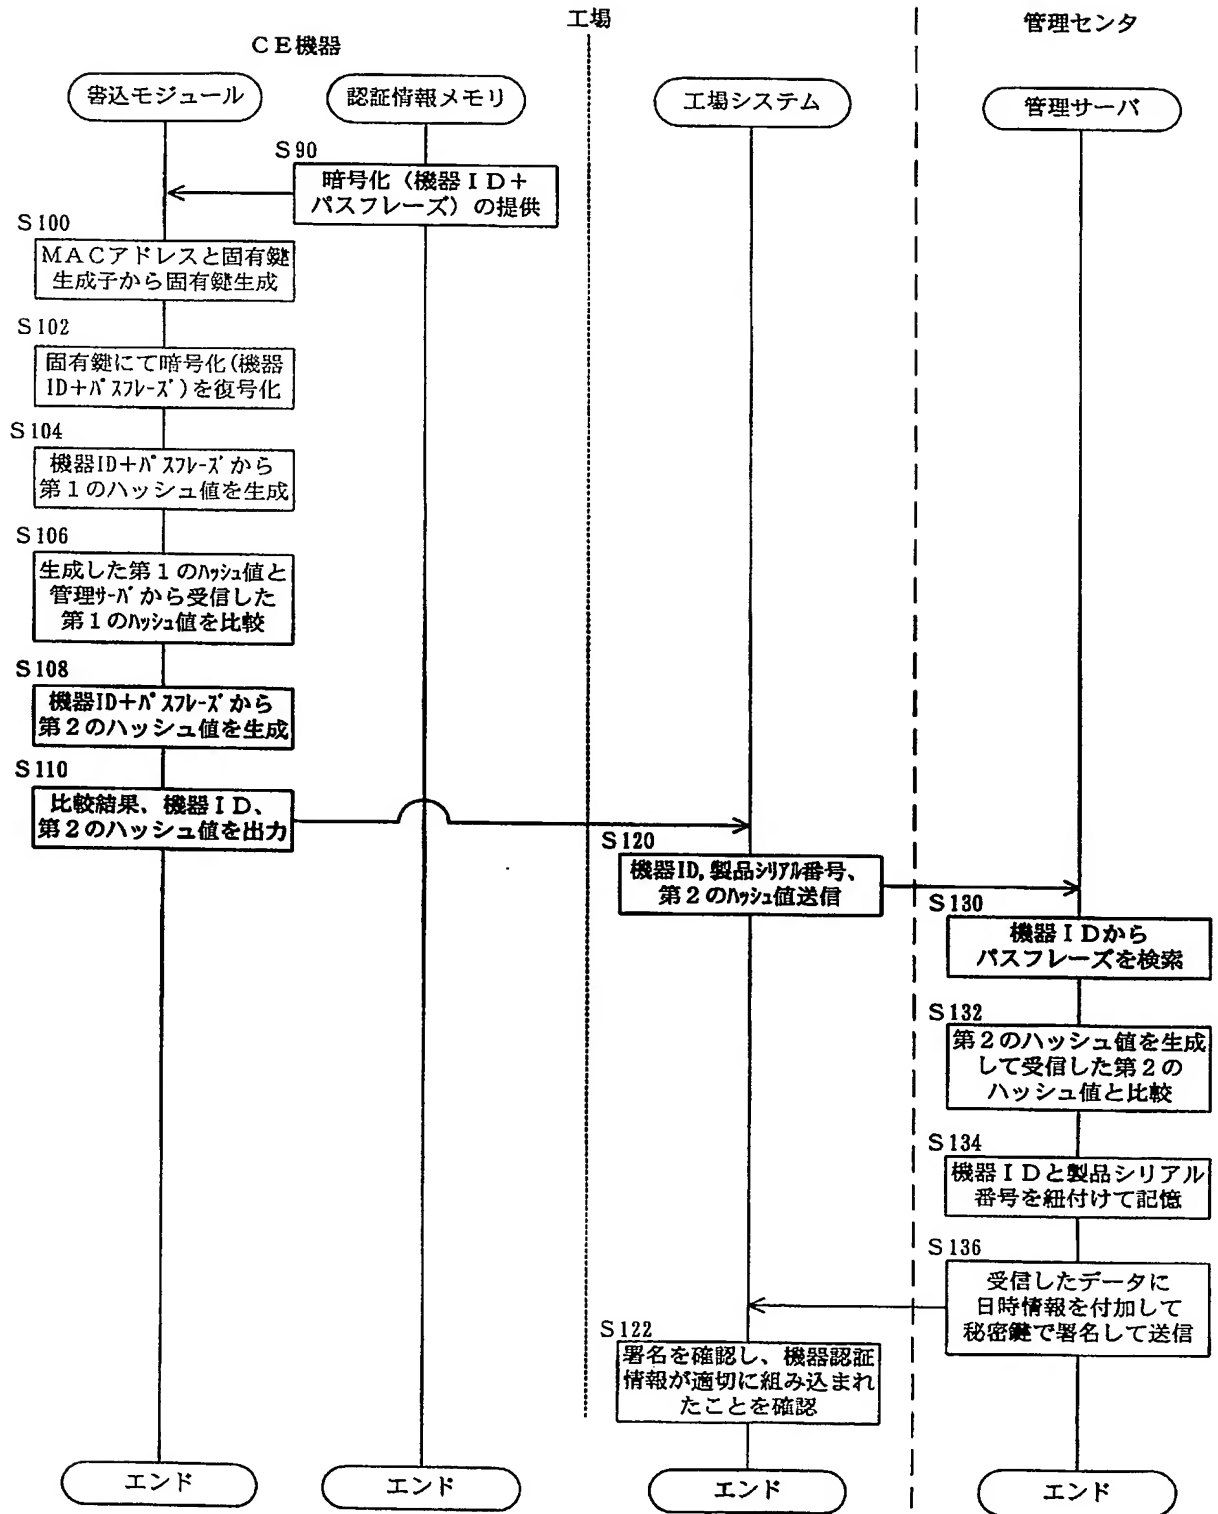 工場
管理センタ
CE機器
書込モジュール
認証情報メモリ
工場システム
管理サーバ
S90
暗号化（機器ID＋
パスフレーズ）の提供
S100
MACアドレスと固有鍵
生成子から固有鍵生成
S102
固有鍵にて暗号化(機器
ID＋ﾊﾟｽﾌﾚｰｽﾞ)を復号化
S104
機器ID＋ﾊﾟｽﾌﾚｰｽﾞから
第1のハッシュ値を生成
S106
生成した第1のﾊｯｼｭ値と
管理ｻｰﾊﾞから受信した
第1のﾊｯｼｭ値を比較
S108
機器ID＋ﾊﾟｽﾌﾚｰｽﾞから
第2のハッシュ値を生成
S110
比較結果、機器ID、
第2のハッシュ値を出力
S120
機器ID,製品ｼﾘｱﾙ番号、
第2のﾊｯｼｭ値送信
S130
機器IDから
パスフレーズを検索
S132
第2のハッシュ値を生成
して受信した第2の
ハッシュ値と比較
S134
機器IDと製品シリアル
番号を紐付けて記憶
S136
受信したデータに
日時情報を付加して
秘密鍵で署名して送信
S122
署名を確認し、機器認証
情報が適切に組み込まれ
たことを確認
エンド
エンド
エンド
エンド